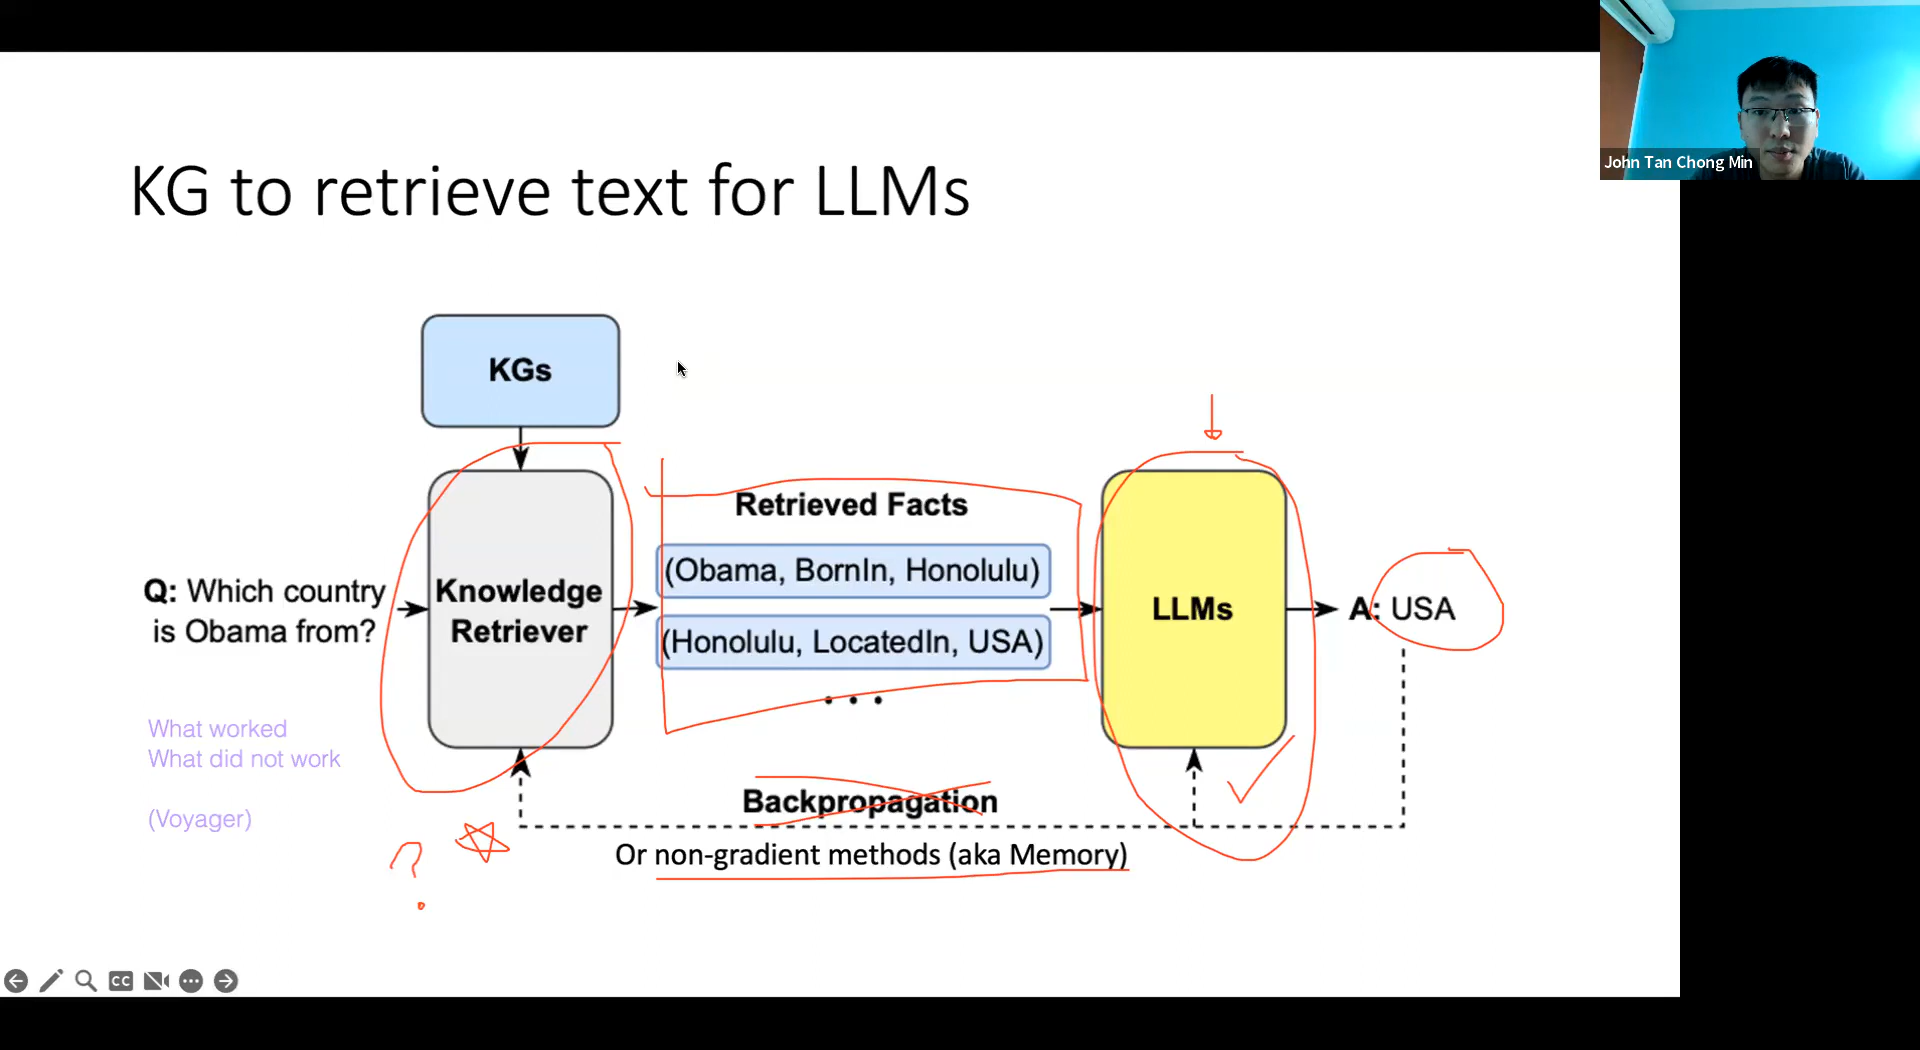 John Tan Chong Min
KG to retrieve text for LLMs
KGs
Retrieved Facts
(Obama, BornIn, Honolulu)
Q: Which country
is Obama from?
Knowledge
Retriever
(Honolulu, LocatedIn, USA)
• • •
LLMs
A: USA
What worked
What did not work
(Voyager)
Backpropagation
Or non-gradient methods (aka Memory)
?
CC